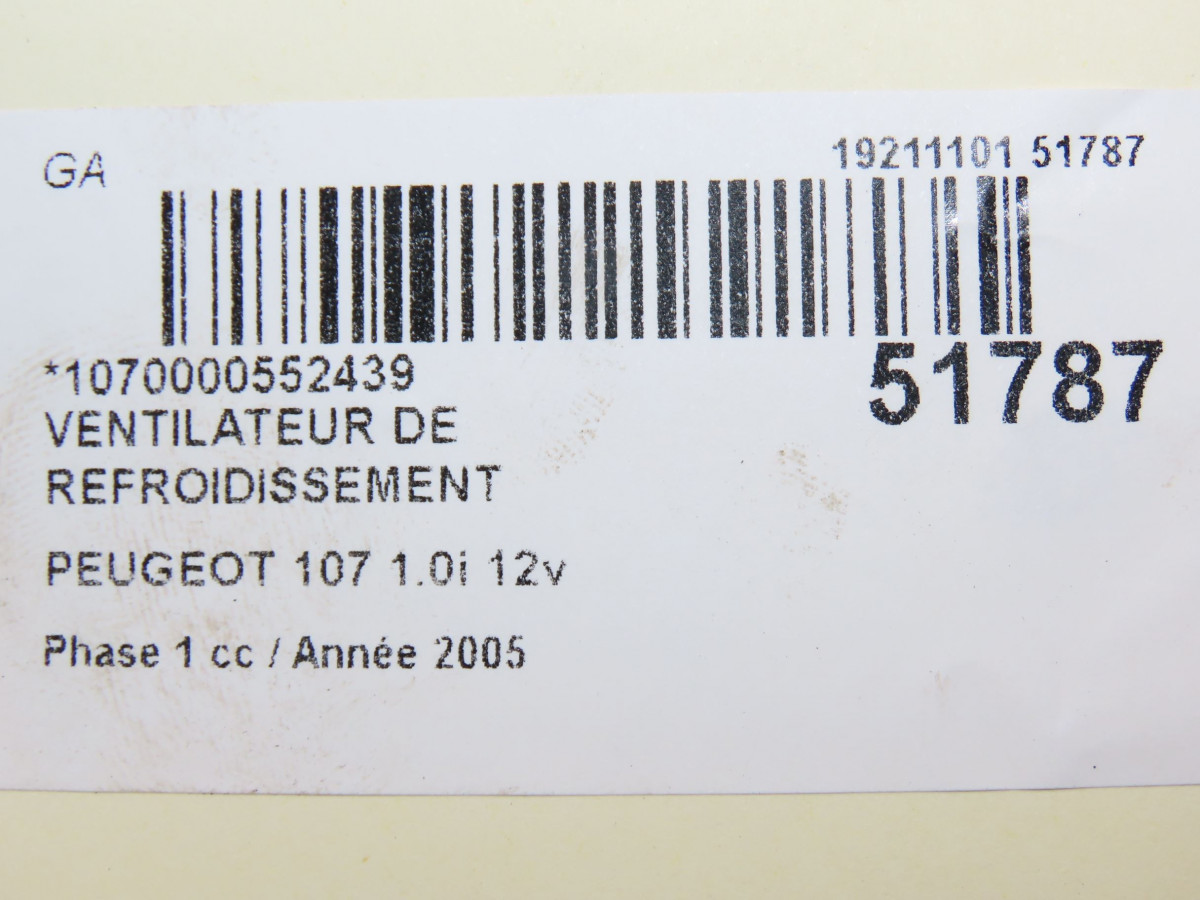 GA
19211101 51787
*1070000552439
51787
VENTILATEUR DE
REFROIDISSEMENT
PEUGEOT 107 1.0i 12v
Phase 1 cc / Année 2005